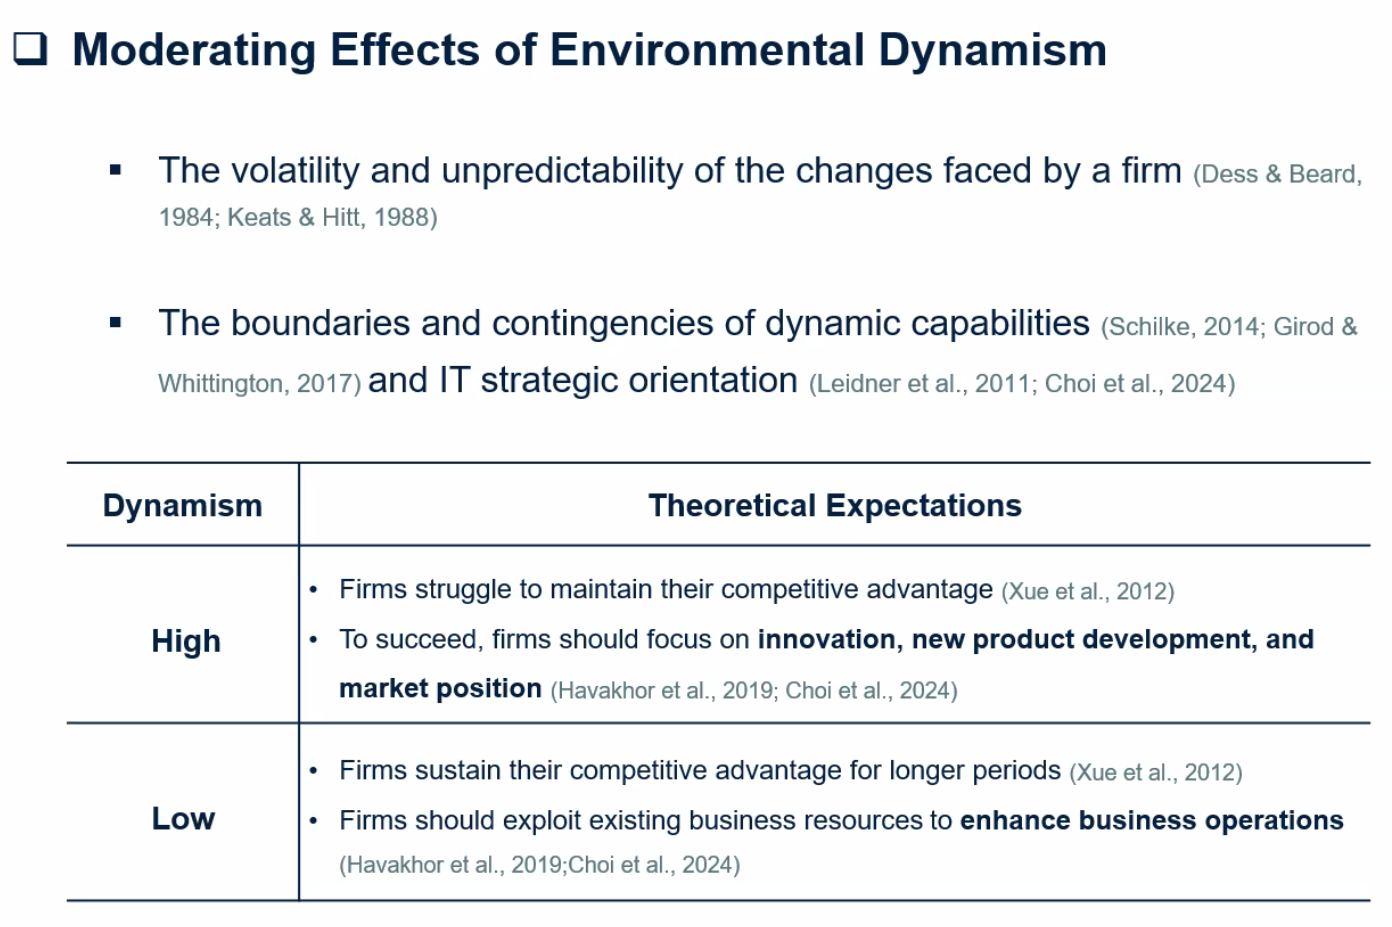 ❑ Moderating Effects of Environmental Dynamism
▪ The volatility and unpredictability of the changes faced by a firm (Dess & Beard,
1984; Keats & Hitt, 1988)
▪ The boundaries and contingencies of dynamic capabilities (Schilke, 2014; Girod &
Whittington, 2017) and IT strategic orientation (Leidner et al., 2011; Choi et al., 2024)
Dynamism
Theoretical Expectations
High
• Firms struggle to maintain their competitive advantage (Xue et al., 2012)
• To succeed, firms should focus on innovation, new product development, and
market position (Havakhor et al., 2019; Choi et al., 2024)
Low
• Firms sustain their competitive advantage for longer periods (Xue et al., 2012)
• Firms should exploit existing business resources to enhance business operations
(Havakhor et al., 2019;Choi et al., 2024)